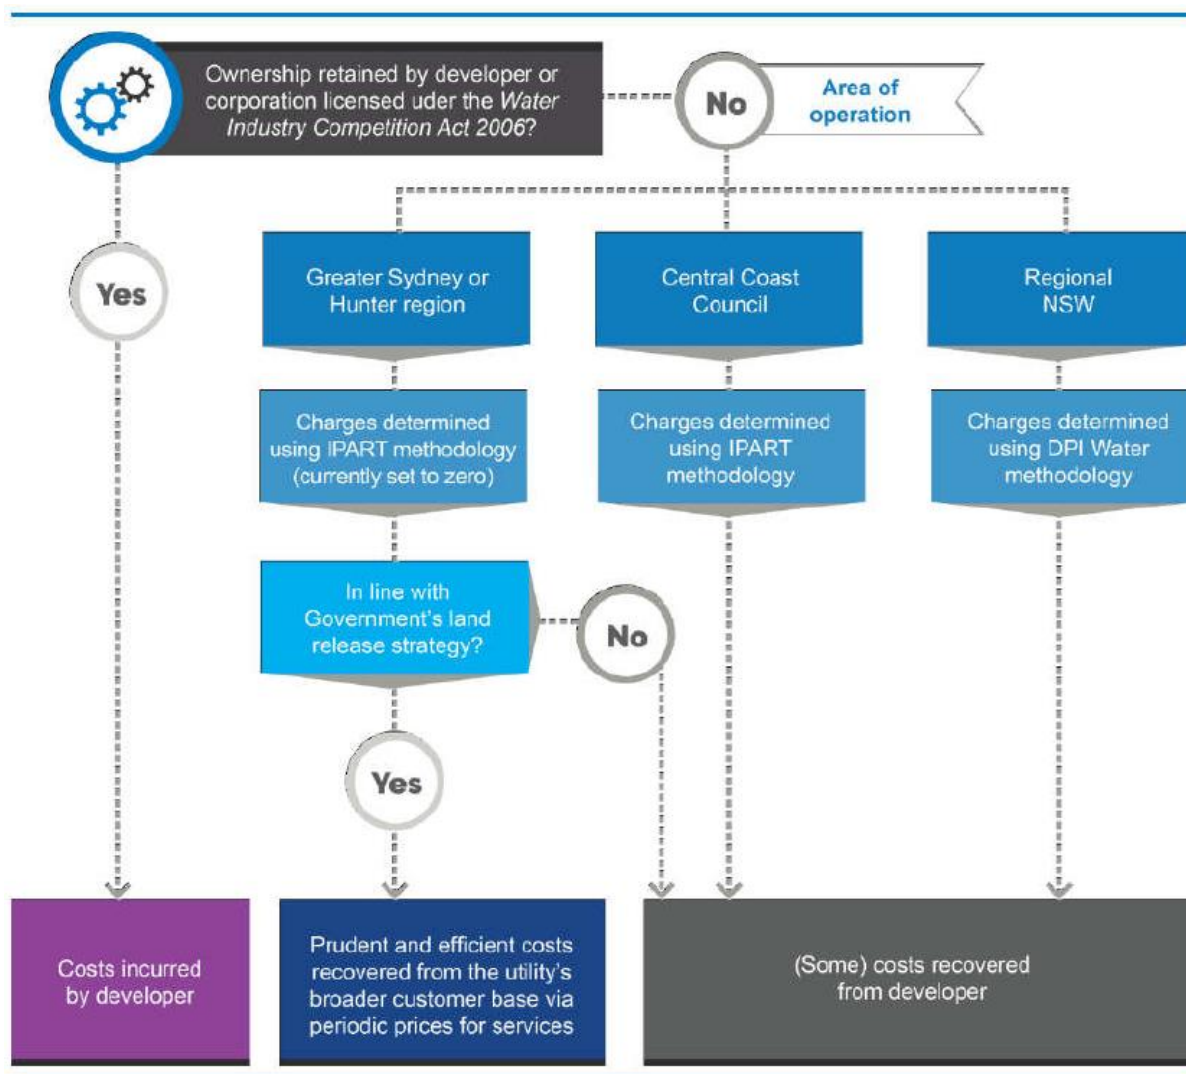 Ownership retained by developer or
corporation licensed uder the Water
Industry Competition Act 2006?
No
Area of
operation
Yes
Greater Sydney or
Hunter region
Central Coast
Council
Regional
NSW
Charges determined
using IPART methodology
(currently set to zero)
Charges determined
using IPART
methodology
Charges determined
using DPI Water
methodology
In line with
Government's land
release strategy?
No
Yes
Costs incurred
by developer
Prudent and efficient costs
recovered from the utility's
broader customer base via
periodic prices for services
(Some) costs recovered
from developer